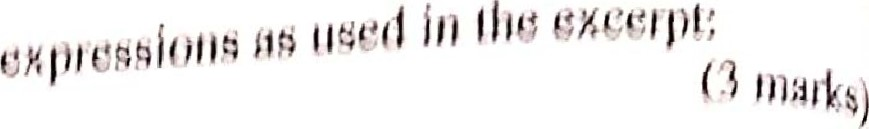 expressions as used in the excerpt;
(3 marks)